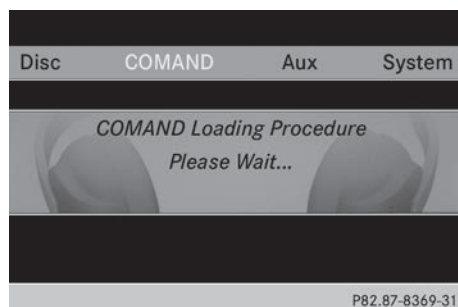 Disc COMAND Aux System
COMAND Loading Procedure
Please Wait...
P82.87-8369-31